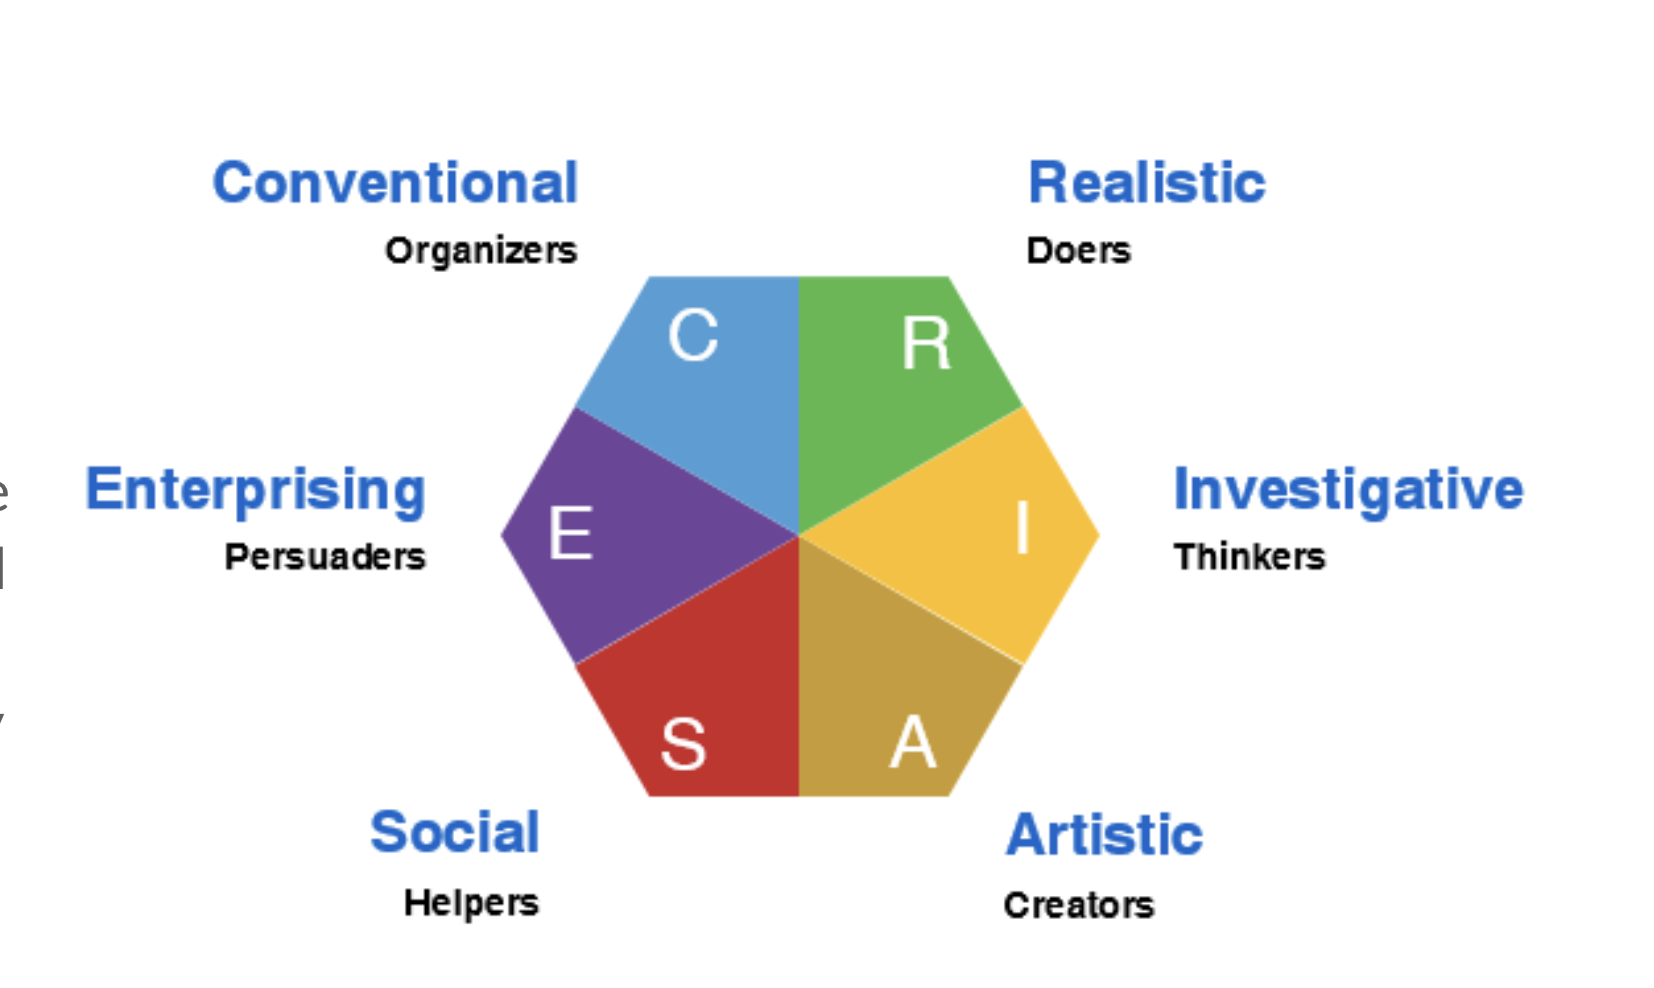 Conventional
Organizers
Realistic
Doers
C
R
Enterprising
Persuaders
E
I
Investigative
Thinkers
S
A
Social
Helpers
Artistic
Creators